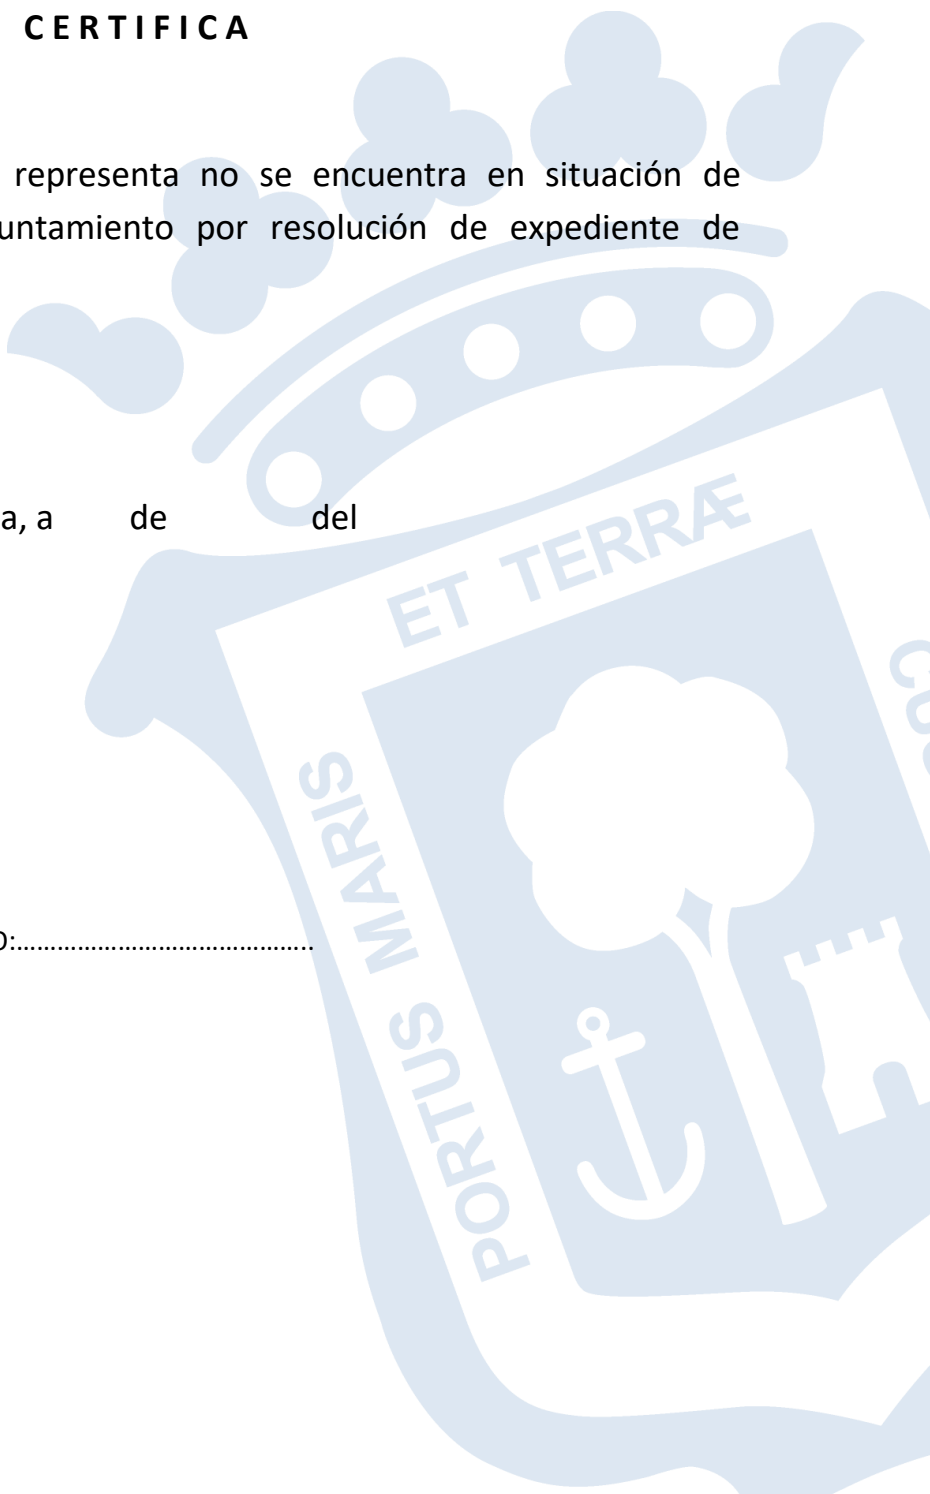 C E R T I F I C A
representa no se encuentra en situación de
untamiento por resolución de expediente de
a, a de del
ET TERRÆ
PORTUS MARIS
:............................................